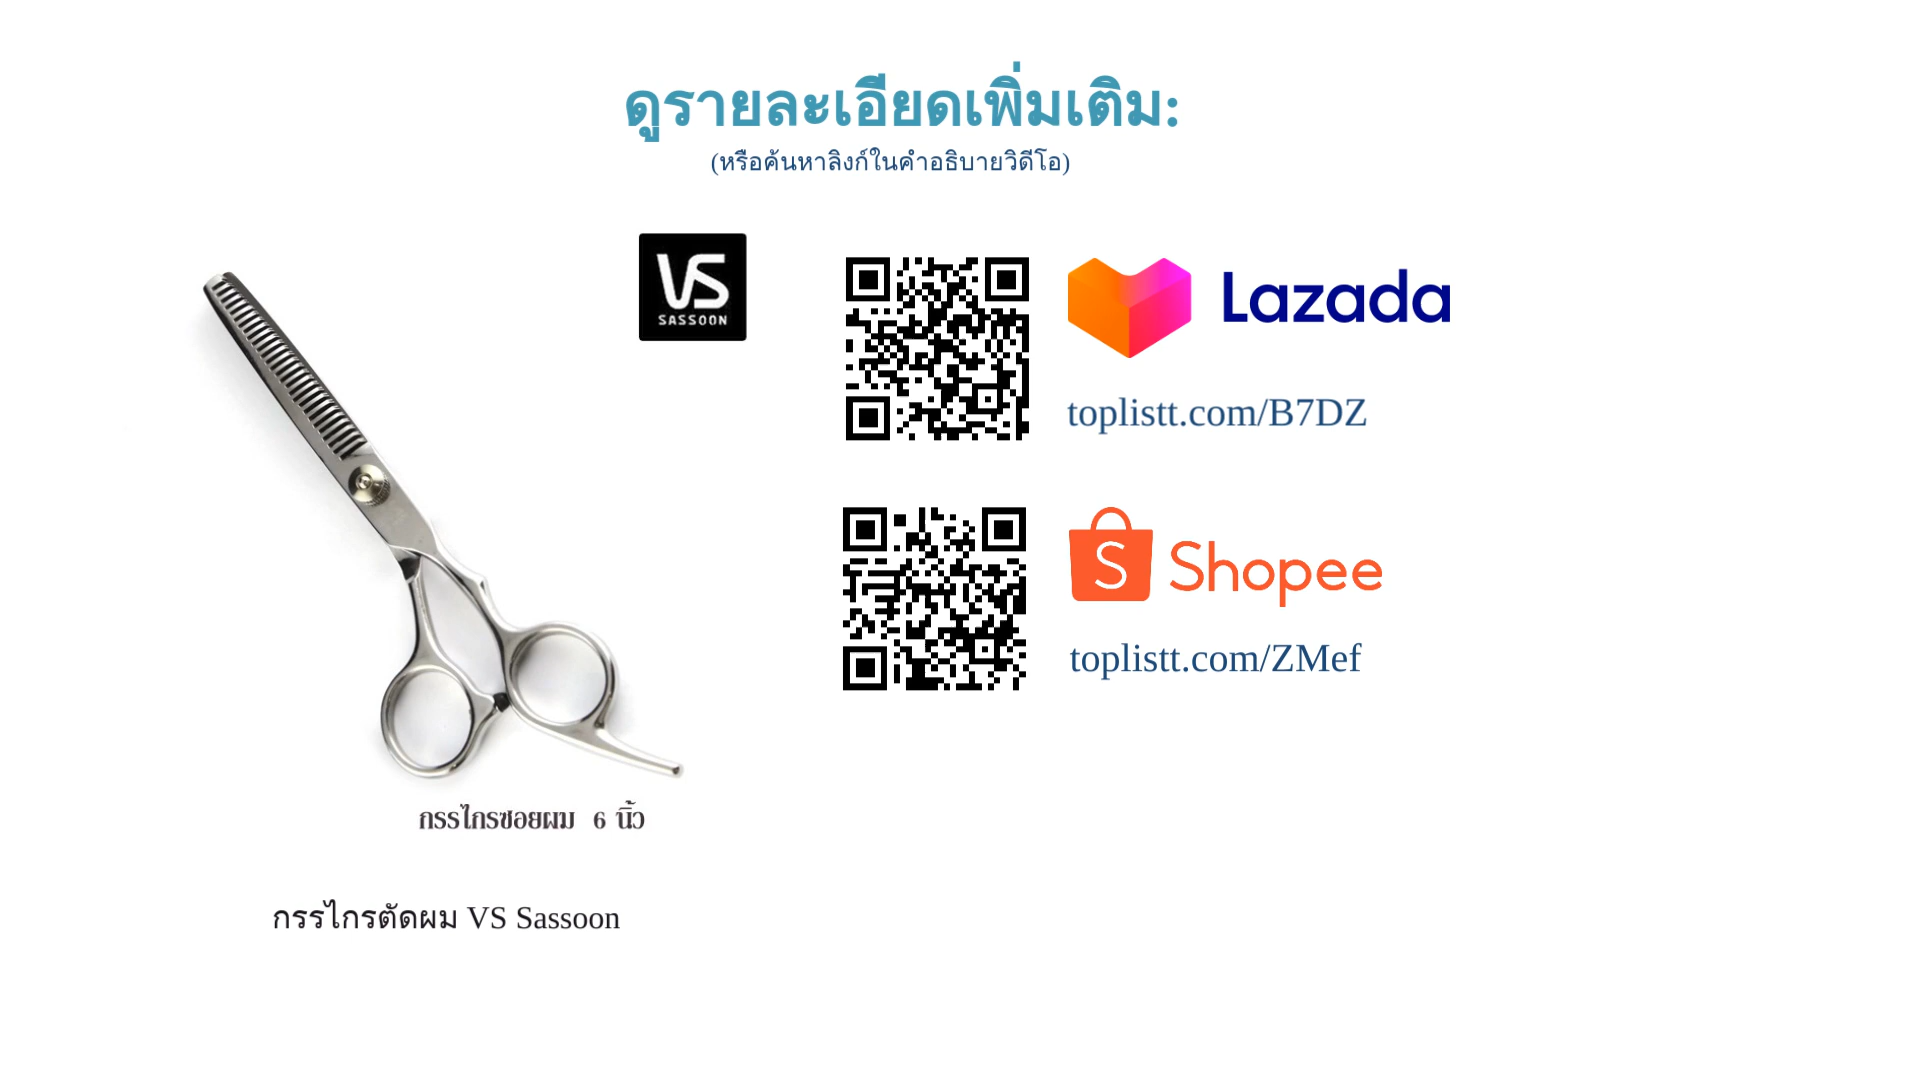 ดูรายละเอียดเพิ่มเติม:
(หรือค้นหาลิงก์ในคำอธิบายวิดีโอ)
VS
SASSOON
Lazada
toplistt.com/B7DZ
S Shopee
toplistt.com/ZMef
กรรไกรซอยผม 6 นิ้ว
กรรไกรตัดผม VS Sassoon